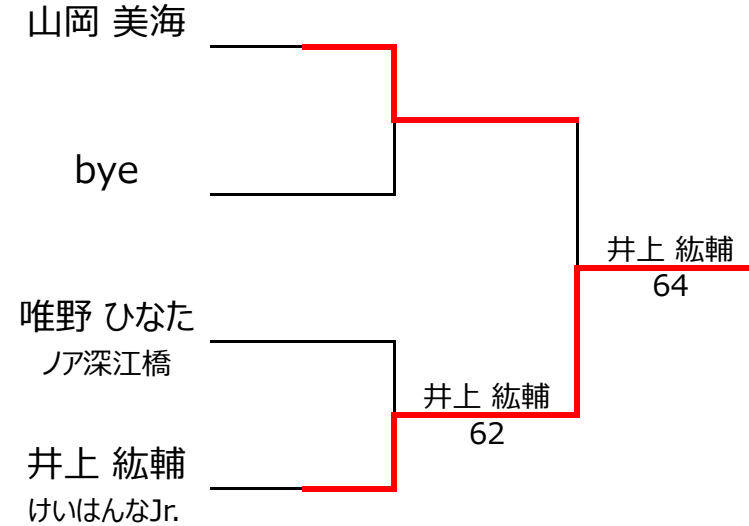 山岡 美海
bye
唯野 ひなた
ノア深江橋
井上 紘輔
けいはんなJr.
井上 紘輔
62
井上 紘輔
64